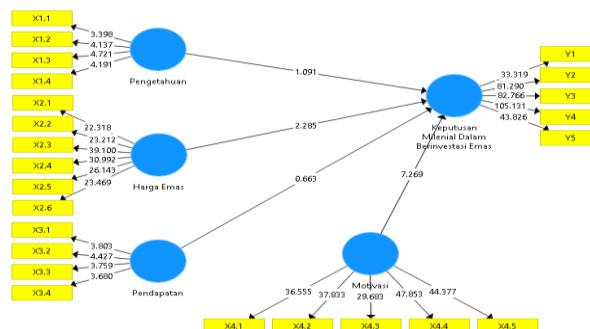 X1.1
X1.2
X1.3
X1.4
3.398
4.137
4.721
4.191
Pengetahuan
1.091
X2.1
X2.2
X2.3
X2.4
X2.5
X2.6
22.318
23.212
39.100
30.992
26.143
23.469
Harga Emas
2.285
X3.1
X3.2
X3.3
X3.4
3.803
4.427
3.759
3.680
Pendapatan
0.663
Keputusan
Milenial Dalam
Berinvestasi Emas
33.319
81.290
82.766
105.131
43.826
Y1
Y2
Y3
Y4
Y5
7.269
Motivasi
36.555
37.833
29.683
47.853
44.377
X4.1
X4.2
X4.3
X4.4
X4.5